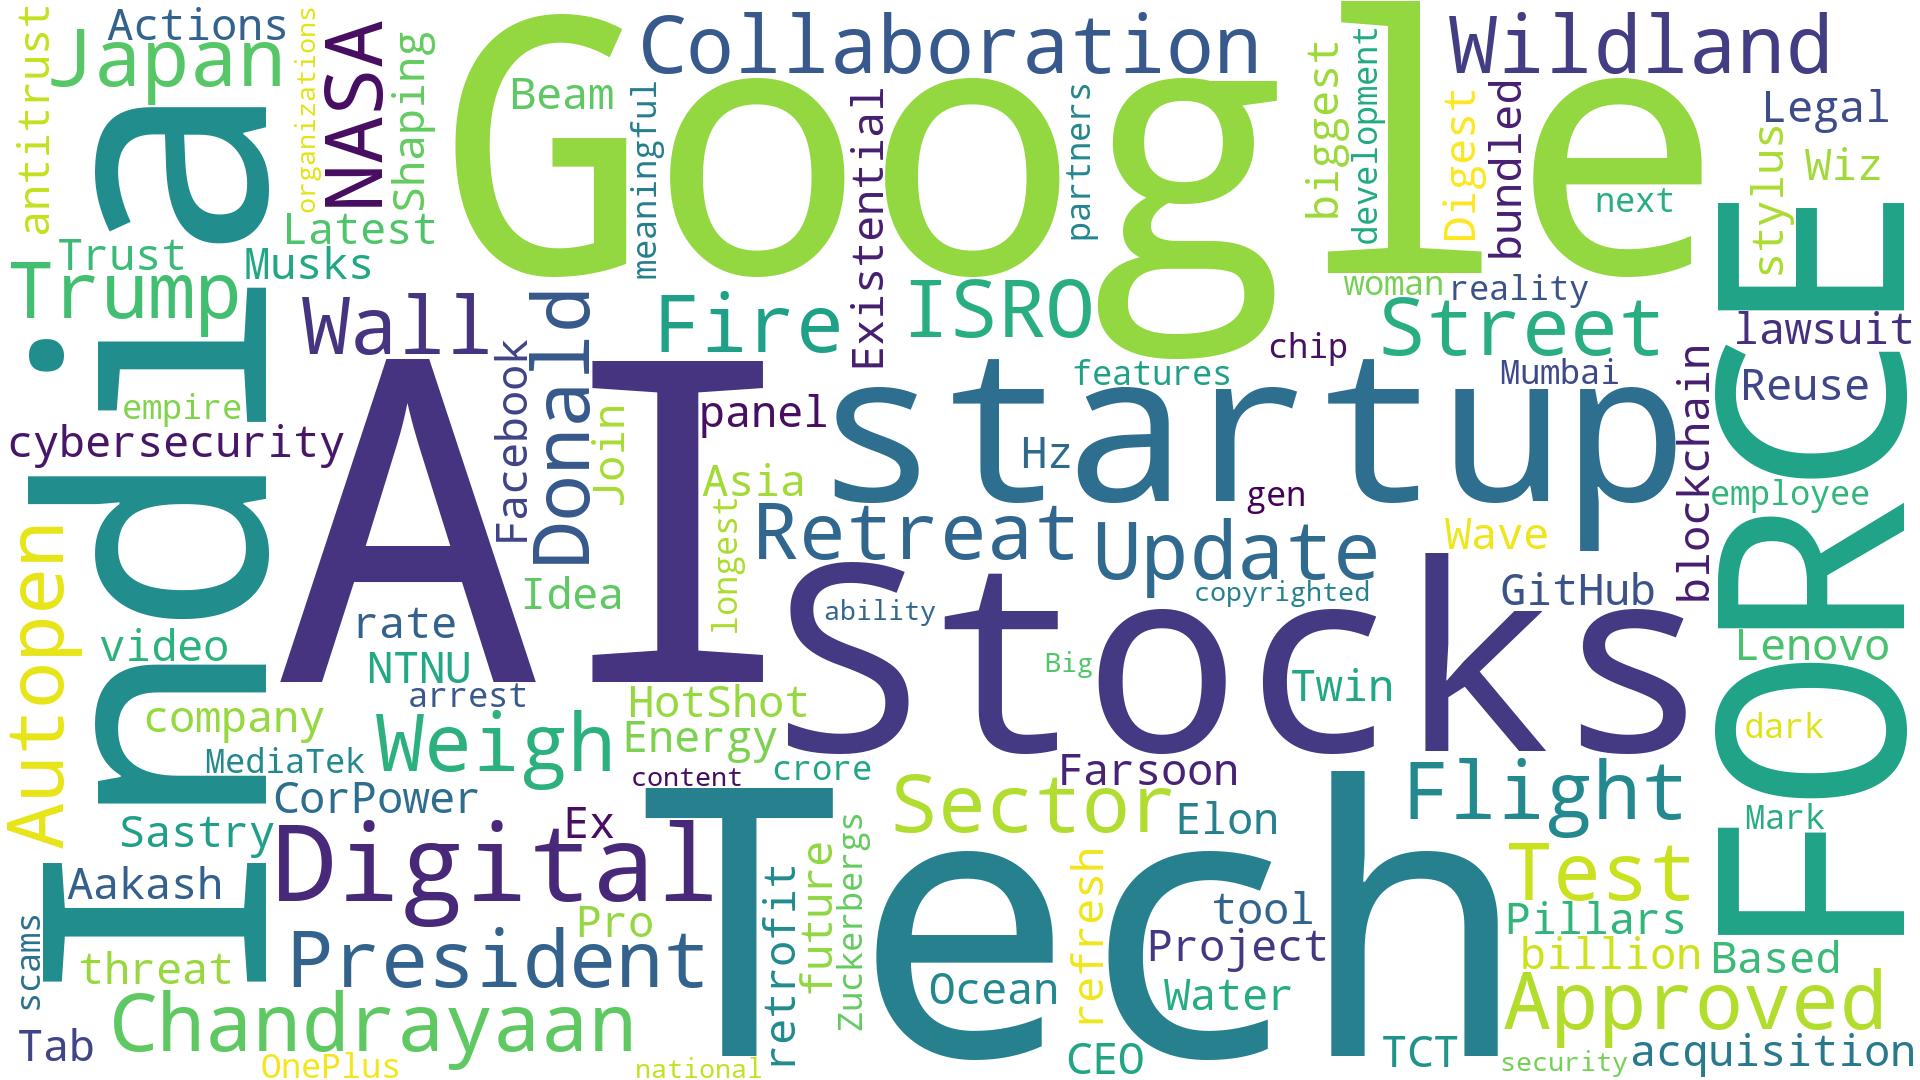 antitrust
Actions
Japan
organizations
NASA
Shaping
Google
Beam
Collaboration
meaningful
Existential
partners
biggest
development
Wildland
Digest
bundled
Legal
stylus
Wiz
next
Latest
Trust
Musks
Trump
India
Wall
Donald
Fire
ISRO
woman
reality
Street
chip
lawsuit
FORCE
features
Mumbai
Reuse
empire
cybersecurity
Facebook
AI
Join
panel
startup
Hz
blockchain
Asia
gen
employee
longest
Retreat
Update
Wave
Autopen
Idea
ability
copyrighted
GitHub
rate
video
NTNU
arrest
Big
Stocks
Twin
Lenovo
company
HotShot
Weigh
Energy
dark
MediaTek
content
crore
Farsoon
CorPower
Sector
Flight
Sastry
Ex
Elon
Mark
Digital
Tech
Test
Aakash
Pro
retrofit
future
Zuckerbergs
refresh
tool
Pillars
scams
President
Project
billion
Based
threat
Ocean
Water
Approved
Chandrayaan
Tab
OnePlus
national
CEO
TCT
security
acquisition